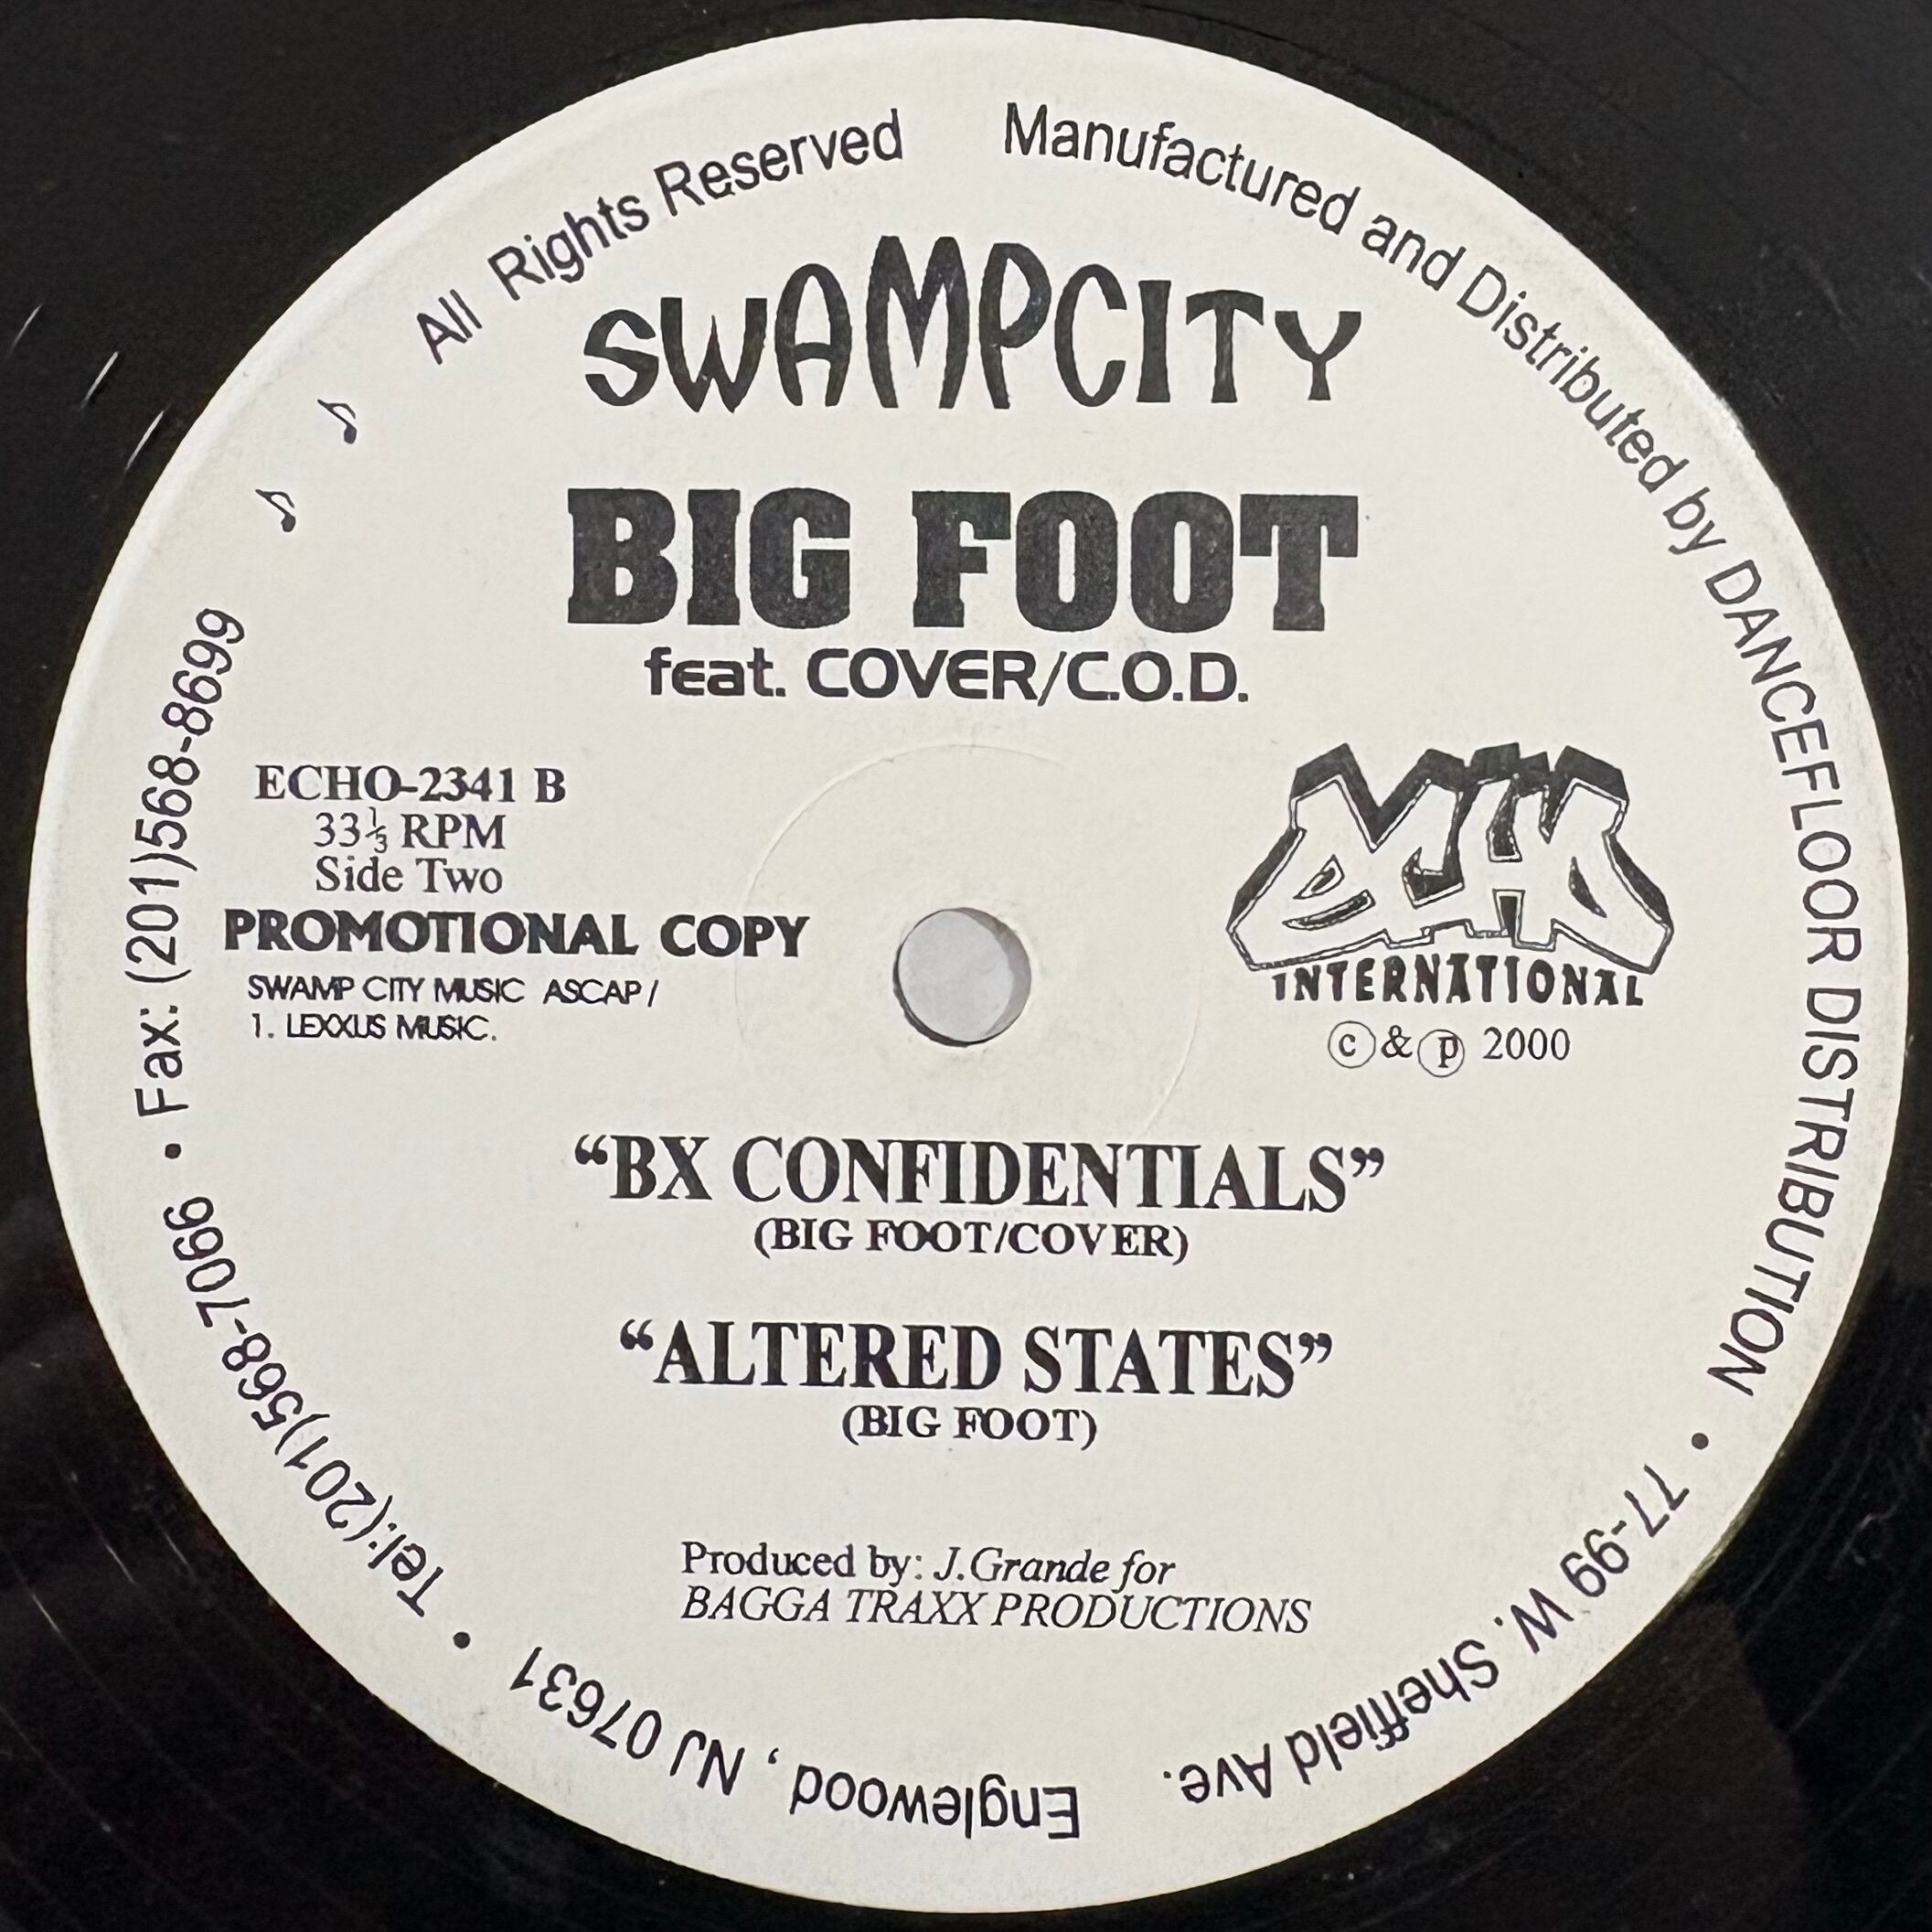 All Rights Reserved
Manufactured and Distributed by DANCEFLOOR DISTRIBUTION • 77-99 W. Sheffield Ave. Englewood, NJ 07631 • Tel:(201)568-7066 • Fax: (201)568-8699
SWAMPCITY
BIG FOOT
feat. COVER/C.O.D.
ECHO-2341 B
33⅓ RPM
Side Two
PROMOTIONAL COPY
SWAMP CITY MUSIC ASCAP /
1. LEXXUS MUSIC.
ECHO
INTERNATIONAL
ⓒ & ⓟ 2000
“BX CONFIDENTIALS”
(BIG FOOT/COVER)
“ALTERED STATES”
(BIG FOOT)
Produced by: J.Grande for
BAGGA TRAXX PRODUCTIONS